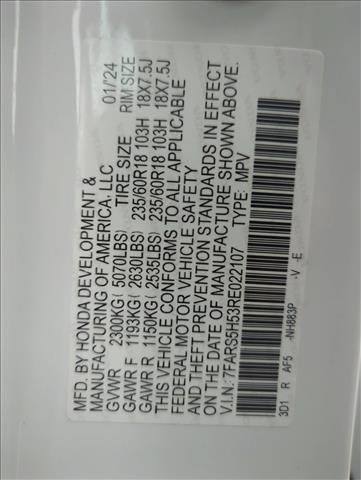 MFD. BY HONDA DEVELOPMENT &
MANUFACTURING OF AMERICA, LLC 01/'24
TIRE SIZE RIM SIZE
GVWR 2300KG ( 5070LBS)
GAWR F 1193KG ( 2630LBS) 235/60R18 103H 18X7.5J
GAWR R 1150KG ( 2535LBS) 235/60R18 103H 18X7.5J
THIS VEHICLE CONFORMS TO ALL APPLICABLE
FEDERAL MOTOR VEHICLE SAFETY
AND THEFT PREVENTION STANDARDS IN EFFECT
ON THE DATE OF MANUFACTURE SHOWN ABOVE.
V.I.N.: 7FARS5H53RE022107 TYPE: MPV
3D1 R AF5 -NH883P -V -E